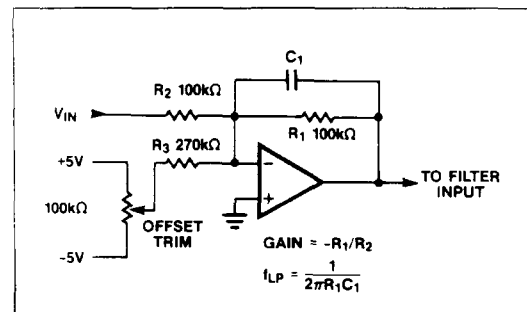 C1
R2 100kΩ
VIN
R1 100kΩ
R3 270kΩ
+5V
−
+
TO FILTER
INPUT
100kΩ
OFFSET
TRIM
−5V
GAIN = -R1/R2
fLP = 1
2πR1C1